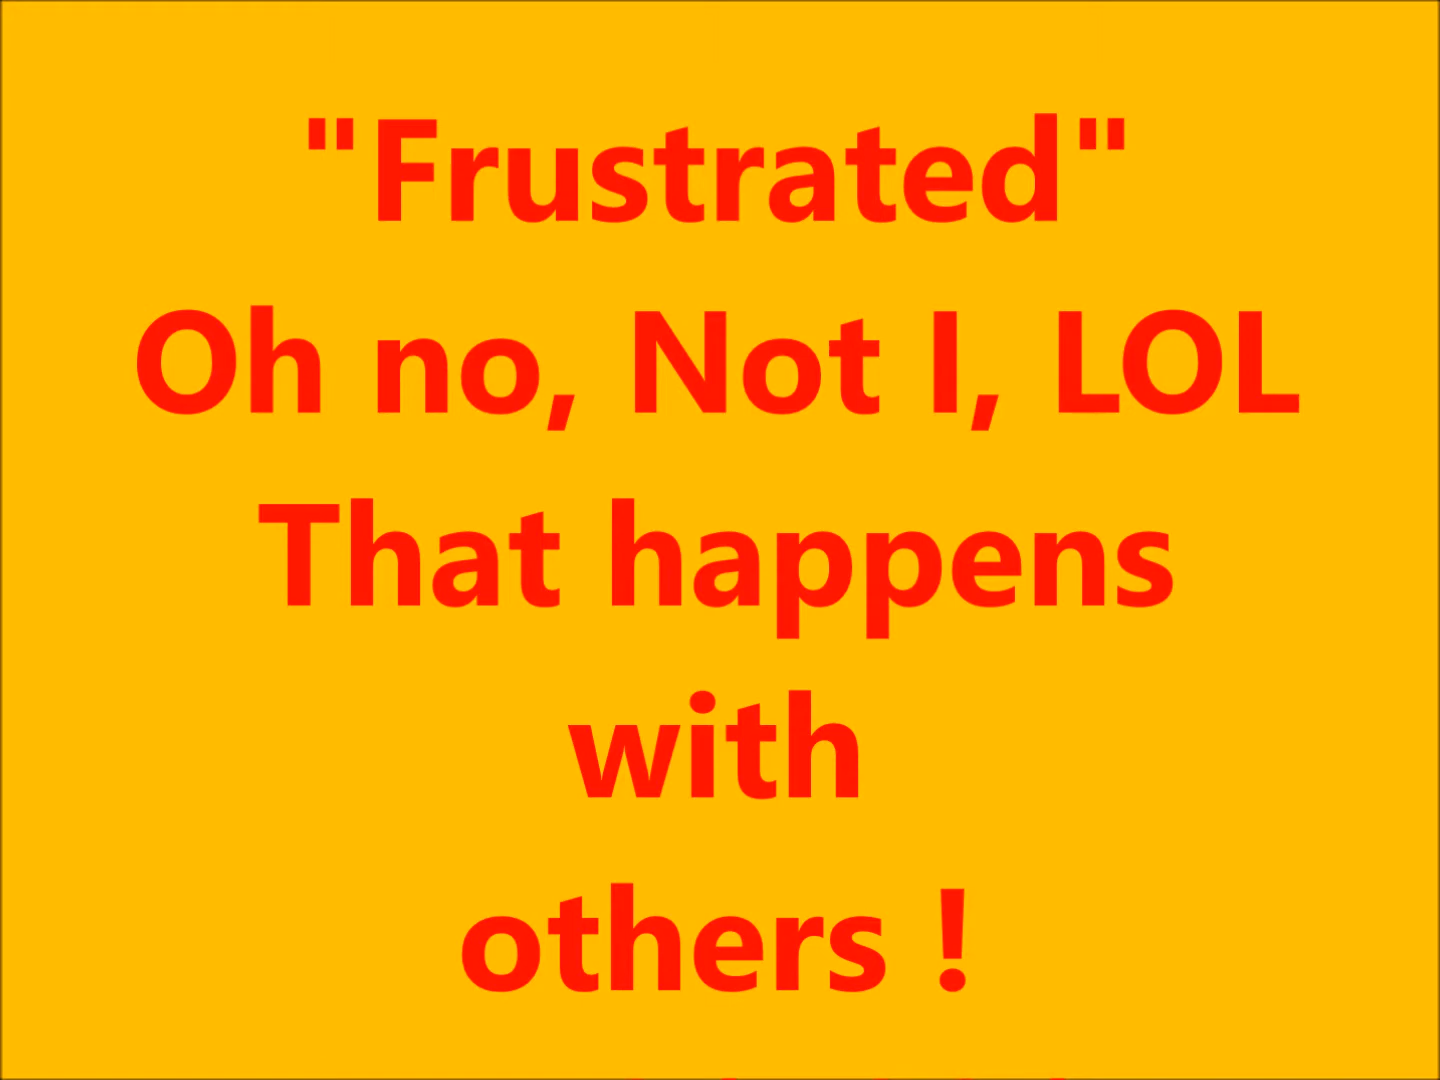 "Frustrated"
Oh no, Not I, LOL
That happens
with
others !